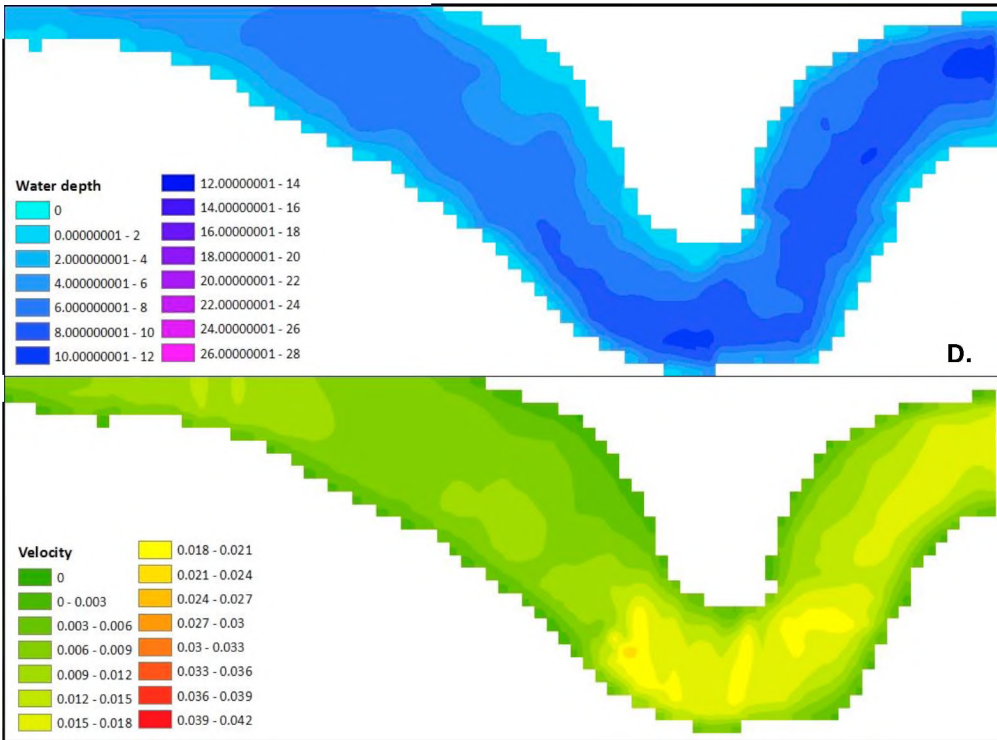 Water depth
0
0.00000001 - 2
2.000000001 - 4
4.000000001 - 6
6.000000001 - 8
8.000000001 - 10
10.00000001 - 12
12.00000001 - 14
14.00000001 - 16
16.00000001 - 18
18.00000001 - 20
20.00000001 - 22
22.00000001 - 24
24.00000001 - 26
26.00000001 - 28
D.
Velocity
0
0 - 0.003
0.003 - 0.006
0.006 - 0.009
0.009 - 0.012
0.012 - 0.015
0.015 - 0.018
0.018 - 0.021
0.021 - 0.024
0.024 - 0.027
0.027 - 0.03
0.03 - 0.033
0.033 - 0.036
0.036 - 0.039
0.039 - 0.042